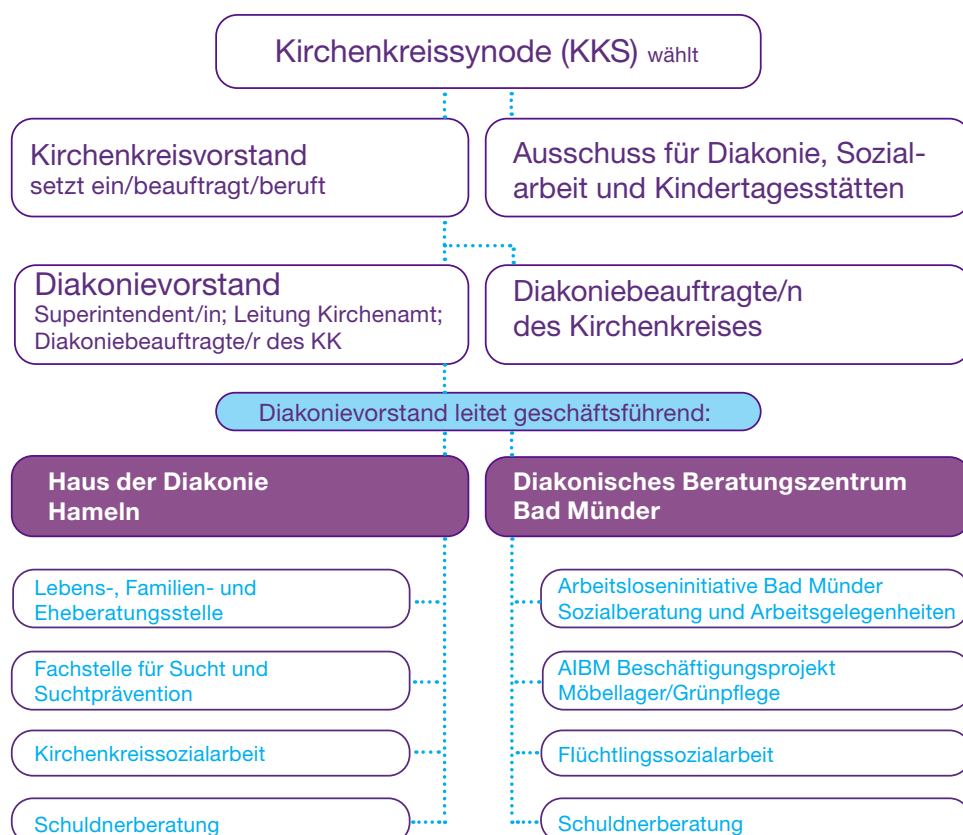 Kirchenkreissynode (KKS) wählt
Kirchenkreisvorstand
setzt ein/beauftragt/beruft
Ausschuss für Diakonie, Sozial-
arbeit und Kindertagesstätten
Diakonievorstand
Superintendent/in; Leitung Kirchenamt;
Diakoniebeauftragte/r des KK
Diakoniebeauftragte/n
des Kirchenkreises
Diakonievorstand leitet geschäftsführend:
Haus der Diakonie
Hameln
Diakonisches Beratungszentrum
Bad Münder
Lebens-, Familien- und
Eheberatungsstelle
Fachstelle für Sucht und
Suchtprävention
Kirchenkreissozialarbeit
Schuldnerberatung
Arbeitsloseninitiative Bad Münder
Sozialberatung und Arbeitsgelegenheiten
AIBM Beschäftigungsprojekt
Möbellager/Grünpflege
Flüchtlingssozialarbeit
Schuldnerberatung